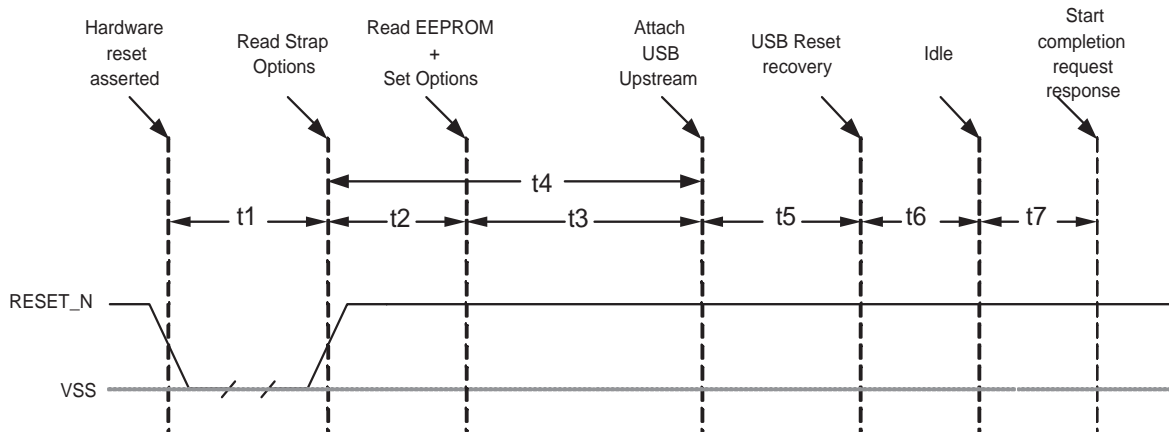 Hardware
reset
asserted
Read Strap
Options
Read EEPROM
+
Set Options
Attach
USB
Upstream
USB Reset
recovery
Idle
Start
completion
request
response
t4
t1
t2
t3
t5
t6
t7
RESET_N
VSS